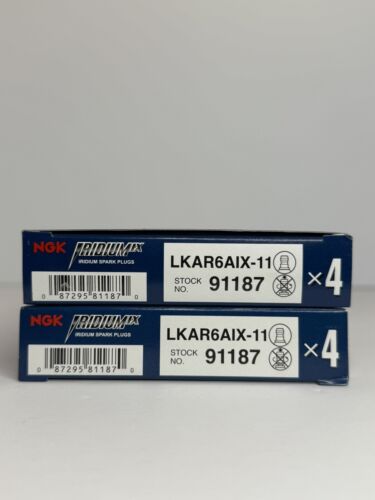 NGK IRIDIUM IX
IRIDIUM SPARK PLUGS
0 87295 81187 0
LKAR6AIX-11
STOCK NO. 91187
×4
NGK IRIDIUM IX
IRIDIUM SPARK PLUGS
0 87295 81187 0
LKAR6AIX-11
STOCK NO. 91187
×4